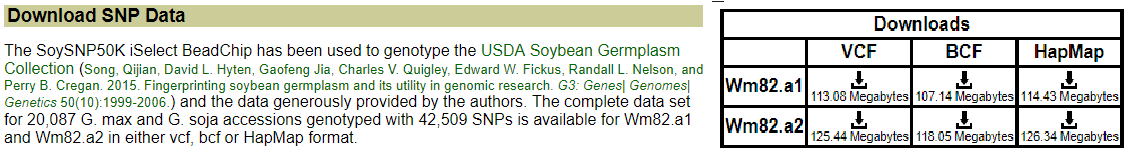 Download SNP Data
The SoySNP50K iSelect BeadChip has been used to genotype the USDA Soybean Germplasm
Collection (Song, Qijian, David L. Hyten, Gaofeng Jia, Charles V. Quigley, Edward W. Fickus, Randall L. Nelson, and
Perry B. Cregan. 2015. Fingerprinting soybean germplasm and its utility in genomic research. G3: Genes| Genomes|
Genetics 50(10):1999-2006.) and the data generously provided by the authors. The complete data set
for 20,087 G. max and G. soja accessions genotyped with 42,509 SNPs is available for Wm82.a1
and Wm82.a2 in either vcf, bcf or HapMap format.
Downloads
VCF BCF HapMap
Wm82.a1 113.08 Megabytes 107.14 Megabytes 114.43 Megabytes
Wm82.a2 125.44 Megabytes 118.05 Megabytes 126.34 Megabytes